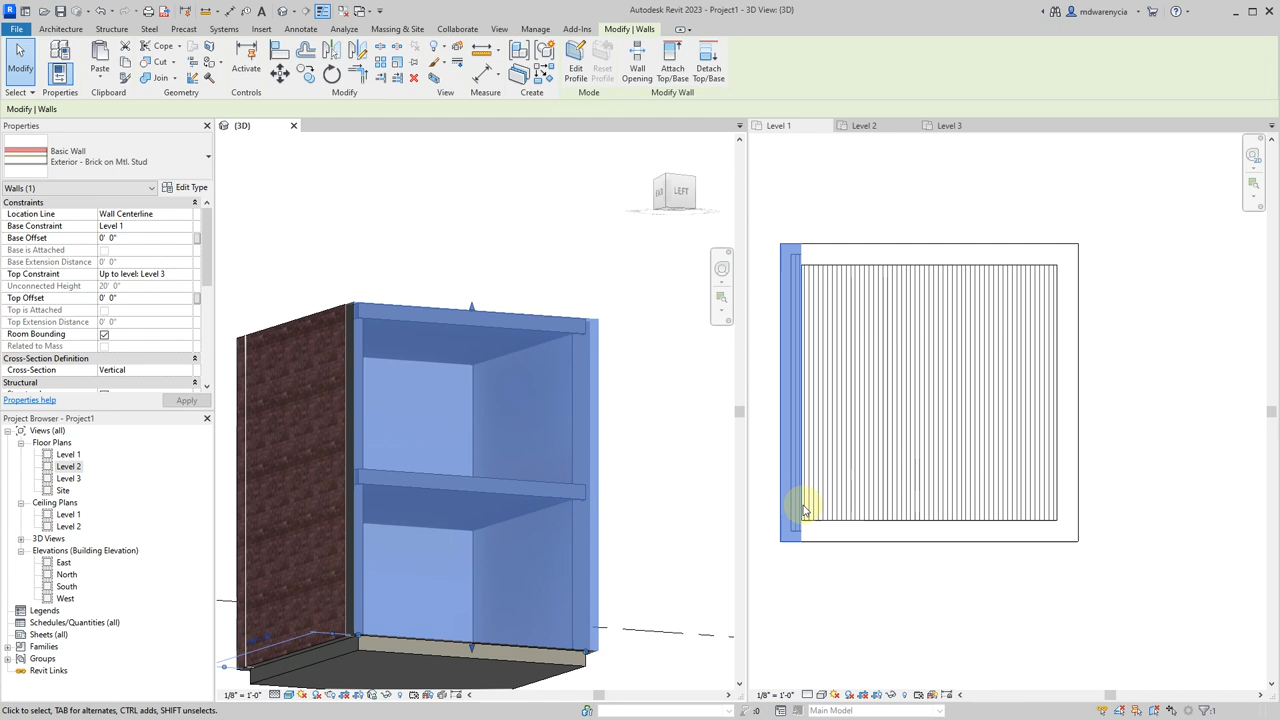 Autodesk Revit 2023 - Project1 - 3D View: {3D}
mdwarenycia
File Architecture Structure Steel Precast Systems Insert Annotate Analyze Massing & Site Collaborate View Manage Add-Ins Modify | Walls
Modify Paste Cope Cut Join Activate Edit Profile Reset Profile Wall Opening Attach Top/Base Detach Top/Base
Select Properties Clipboard Geometry Controls Modify View Measure Create Mode Modify Wall
Modify | Walls
Properties
{3D} Level 1 Level 2 Level 3
Basic Wall
Exterior - Brick on Mtl. Stud
Walls (1) Edit Type
Constraints
Location Line Wall Centerline
Base Constraint Level 1
Base Offset 0' 0"
Base is Attached
Base Extension Distance 0' 0"
Top Constraint Up to level: Level 3
Unconnected Height 20' 0"
Top Offset 0' 0"
Top is Attached
Top Extension Distance 0' 0"
Room Bounding
Related to Mass
Cross-Section Definition
Cross-Section Vertical
Structural
Properties help Apply
Project Browser - Project1
Views (all)
Floor Plans
Level 1
Level 2
Level 3
Site
Ceiling Plans
Level 1
Level 2
3D Views
Elevations (Building Elevation)
East
North
South
West
Legends
Schedules/Quantities (all)
Sheets (all)
Families
Groups
Revit Links
LEFT
1/8" = 1'-0" 1/8" = 1'-0"
Click to select, TAB for alternates, CTRL adds, SHIFT unselects. :0 Main Model :1